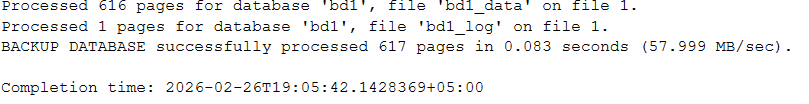 Processed 616 pages for database 'bd1', file 'bd1_data' on file 1.
Processed 1 pages for database 'bd1', file 'bd1_log' on file 1.
BACKUP DATABASE successfully processed 617 pages in 0.083 seconds (57.999 MB/sec).
Completion time: 2026-02-26T19:05:42.1428369+05:00